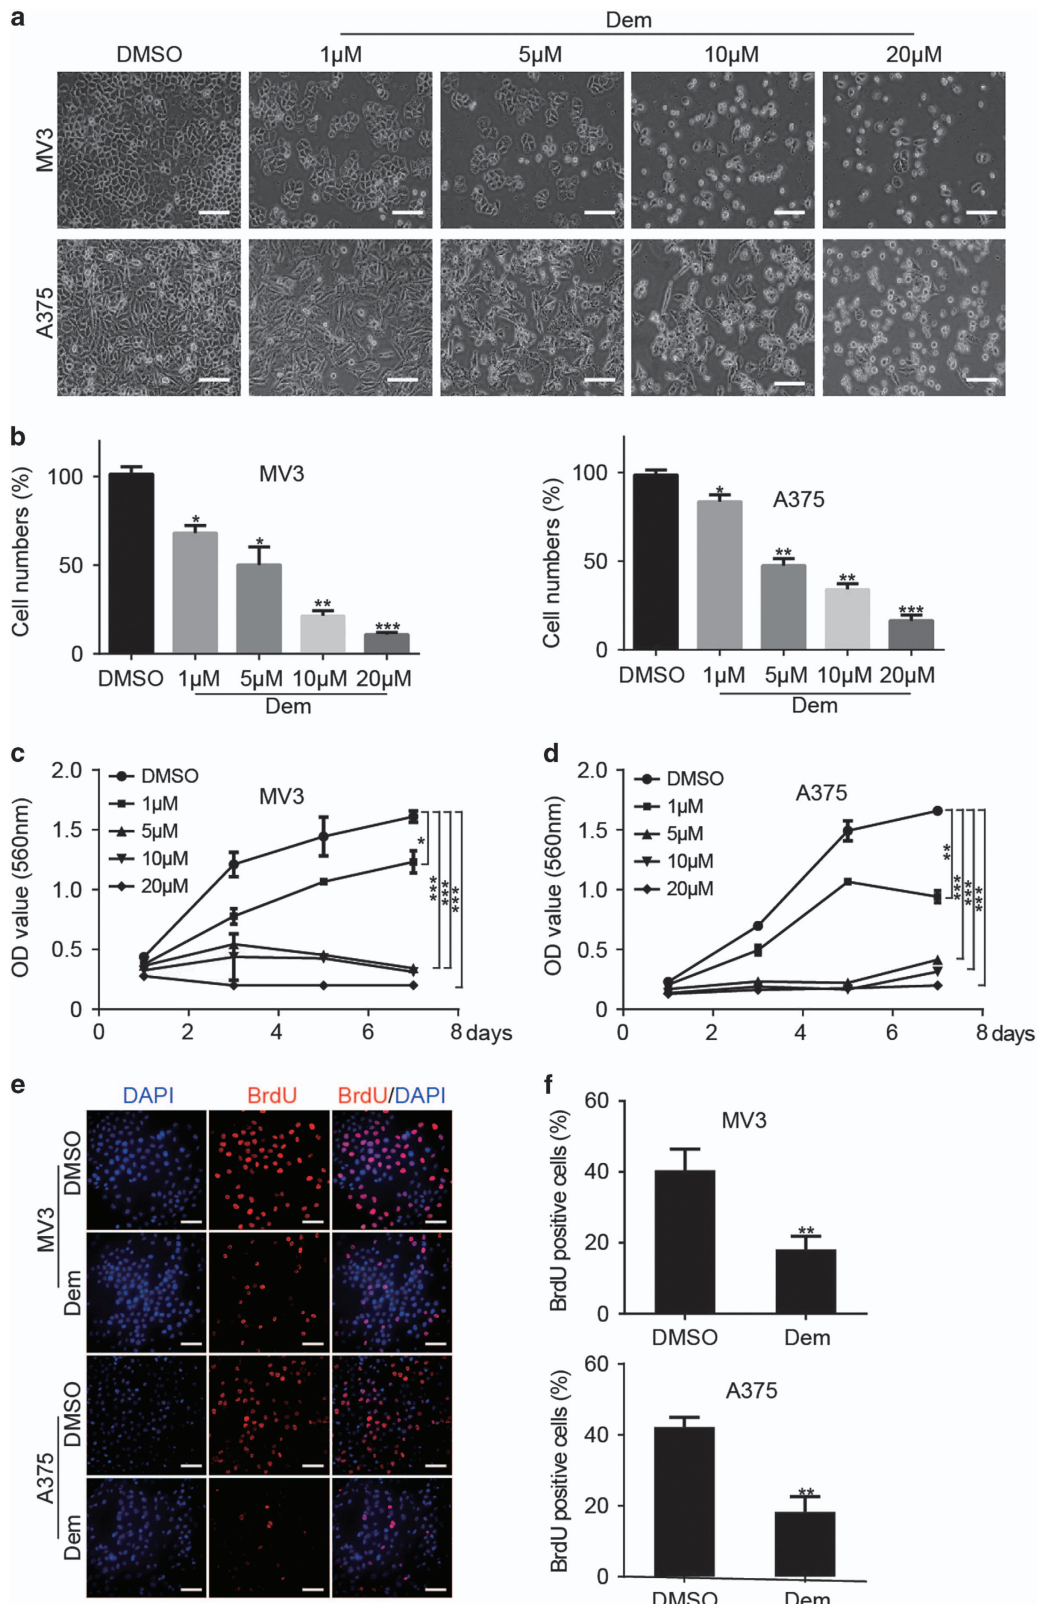 a
Dem
DMSO 1µM 5µM 10µM 20µM
MV3
A375
b
Cell numbers (%)
100
50
0
MV3
*
*
**
***
DMSO 1µM 5µM 10µM 20µM
Dem
Cell numbers (%)
100
50
0
A375
*
**
**
***
DMSO 1µM 5µM 10µM 20µM
Dem
c
OD value (560nm)
2.0
1.5
1.0
0.5
0
DMSO
1µM
5µM
10µM
20µM
MV3
*
***
***
***
0 2 4 6 8 days
d
OD value (560nm)
2.0
1.5
1.0
0.5
0
DMSO
1µM
5µM
10µM
20µM
A375
**
***
***
***
0 2 4 6 8 days
e
DAPI BrdU BrdU/DAPI
MV3
DMSO
Dem
A375
DMSO
Dem
f
BrdU positive cells (%)
60
40
20
0
MV3
**
DMSO Dem
BrdU positive cells (%)
60
40
20
0
A375
**
DMSO Dem